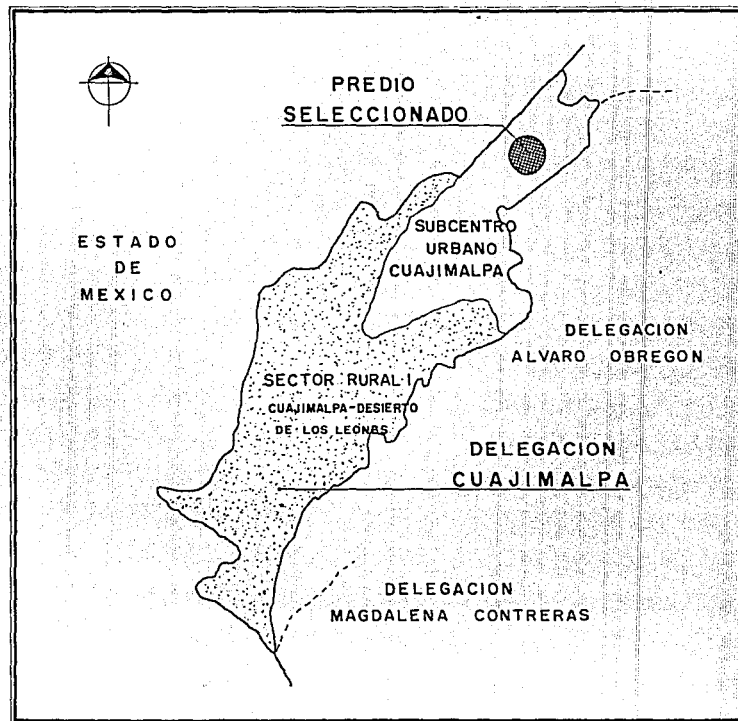 PREDIO
SELECCIONADO
ESTADO
DE
MEXICO
SUBCENTRO
URBANO
CUAJIMALPA
DELEGACION
ALVARO OBREGON
SECTOR RURAL I
CUAJIMALPA-DESIERTO
DE LOS LEONES
DELEGACION
CUAJIMALPA
DELEGACION
MAGDALENA CONTRERAS